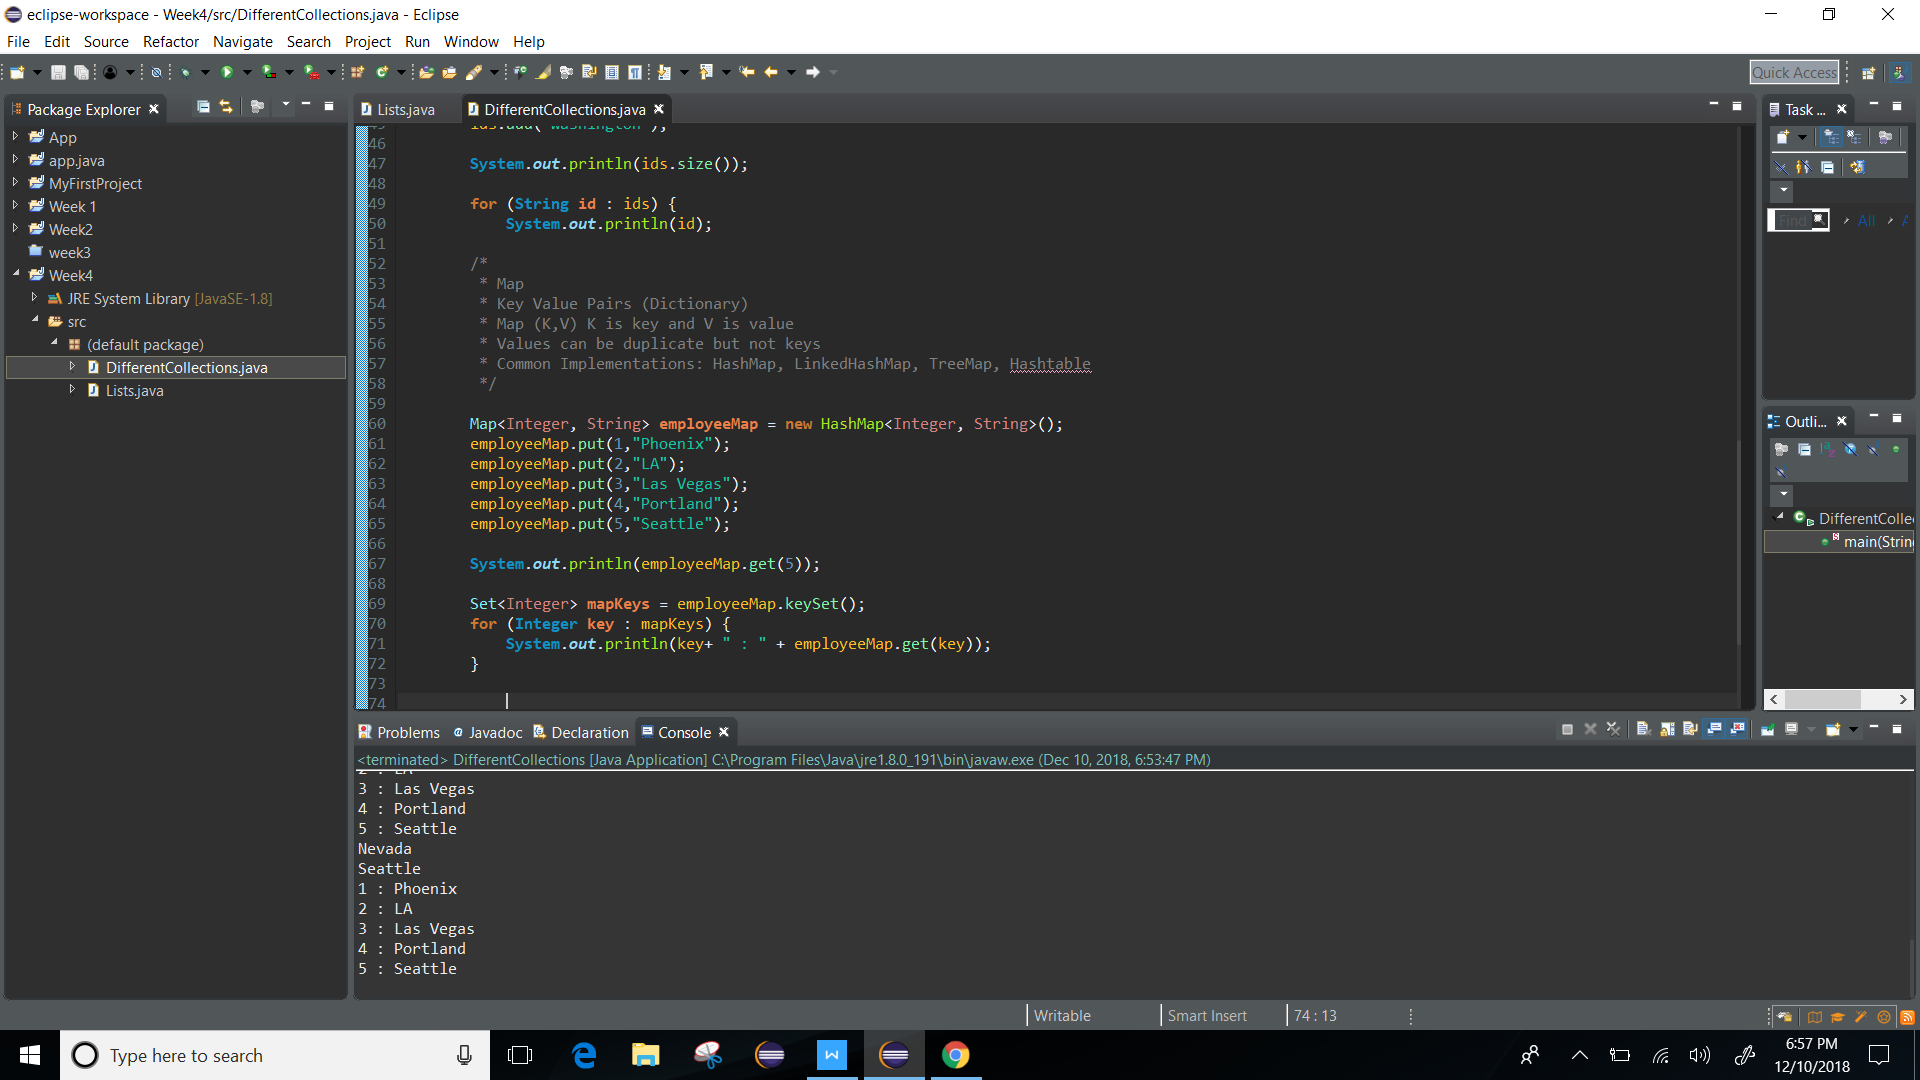 eclipse-workspace - Week4/src/DifferentCollections.java - Eclipse
File Edit Source Refactor Navigate Search Project Run Window Help
Quick Access
Package Explorer
Lists.java DifferentCollections.java
Task ...
App
app.java
MyFirstProject
Week 1
Week2
week3
Week4
JRE System Library [JavaSE-1.8]
src
(default package)
DifferentCollections.java
Lists.java
45 ids.add("Washington");
46
47 System.out.println(ids.size());
48
49 for (String id : ids) {
50 System.out.println(id);
51
52 /*
53 * Map
54 * Key Value Pairs (Dictionary)
55 * Map (K,V) K is key and V is value
56 * Values can be duplicate but not keys
57 * Common Implementations: HashMap, LinkedHashMap, TreeMap, Hashtable
58 */
59
60 Map<Integer, String> employeeMap = new HashMap<Integer, String>();
61 employeeMap.put(1,"Phoenix");
62 employeeMap.put(2,"LA");
63 employeeMap.put(3,"Las Vegas");
64 employeeMap.put(4,"Portland");
65 employeeMap.put(5,"Seattle");
66
67 System.out.println(employeeMap.get(5));
68
69 Set<Integer> mapKeys = employeeMap.keySet();
70 for (Integer key : mapKeys) {
71 System.out.println(key+ " : " + employeeMap.get(key));
72 }
73
74
Find All A
Outli...
DifferentColle
main(Strin
Problems @ Javadoc Declaration Console
<terminated> DifferentCollections [Java Application] C:\Program Files\Java\jre1.8.0_191\bin\javaw.exe (Dec 10, 2018, 6:53:47 PM)
2 : LA
3 : Las Vegas
4 : Portland
5 : Seattle
Nevada
Seattle
1 : Phoenix
2 : LA
3 : Las Vegas
4 : Portland
5 : Seattle
Writable Smart Insert 74 : 13
Type here to search
6:57 PM
12/10/2018